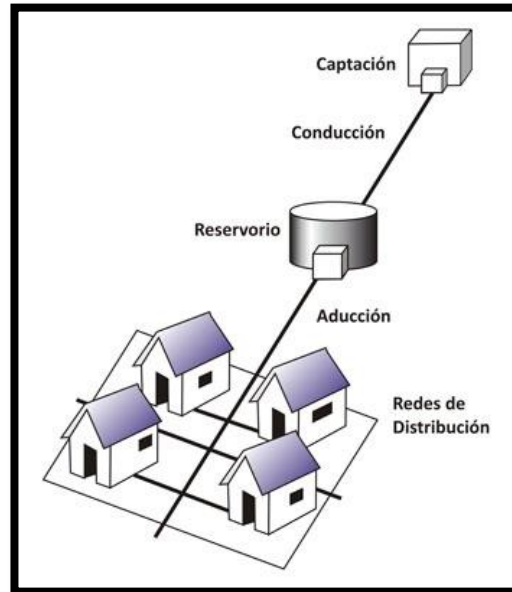 Captación
Conducción
Reservorio
Aducción
Redes de
Distribución